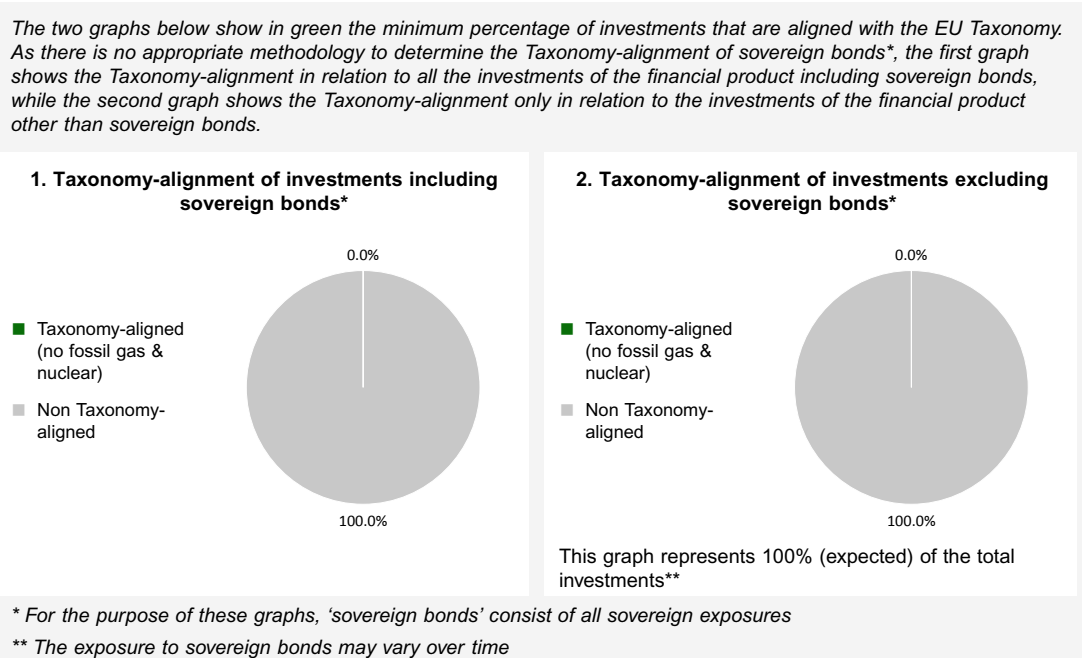 The two graphs below show in green the minimum percentage of investments that are aligned with the EU Taxonomy.
As there is no appropriate methodology to determine the Taxonomy-alignment of sovereign bonds*, the first graph
shows the Taxonomy-alignment in relation to all the investments of the financial product including sovereign bonds,
while the second graph shows the Taxonomy-alignment only in relation to the investments of the financial product
other than sovereign bonds.
1. Taxonomy-alignment of investments including
sovereign bonds*
0.0%
Taxonomy-aligned
(no fossil gas &
nuclear)
Non Taxonomy-
aligned
100.0%
2. Taxonomy-alignment of investments excluding
sovereign bonds*
0.0%
Taxonomy-aligned
(no fossil gas &
nuclear)
Non Taxonomy-
aligned
100.0%
This graph represents 100% (expected) of the total
investments**
* For the purpose of these graphs, ‘sovereign bonds’ consist of all sovereign exposures
** The exposure to sovereign bonds may vary over time